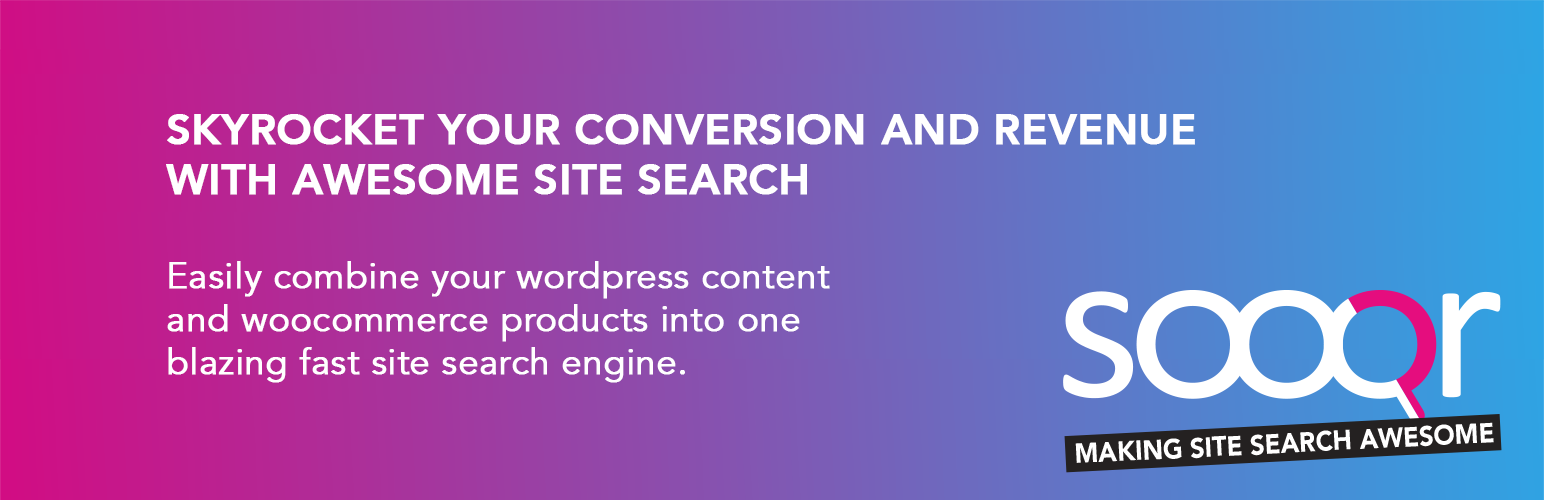 SKYROCKET YOUR CONVERSION AND REVENUE
WITH AWESOME SITE SEARCH
Easily combine your wordpress content
and woocommerce products into one
blazing fast site search engine.
sooqr
MAKING SITE SEARCH AWESOME